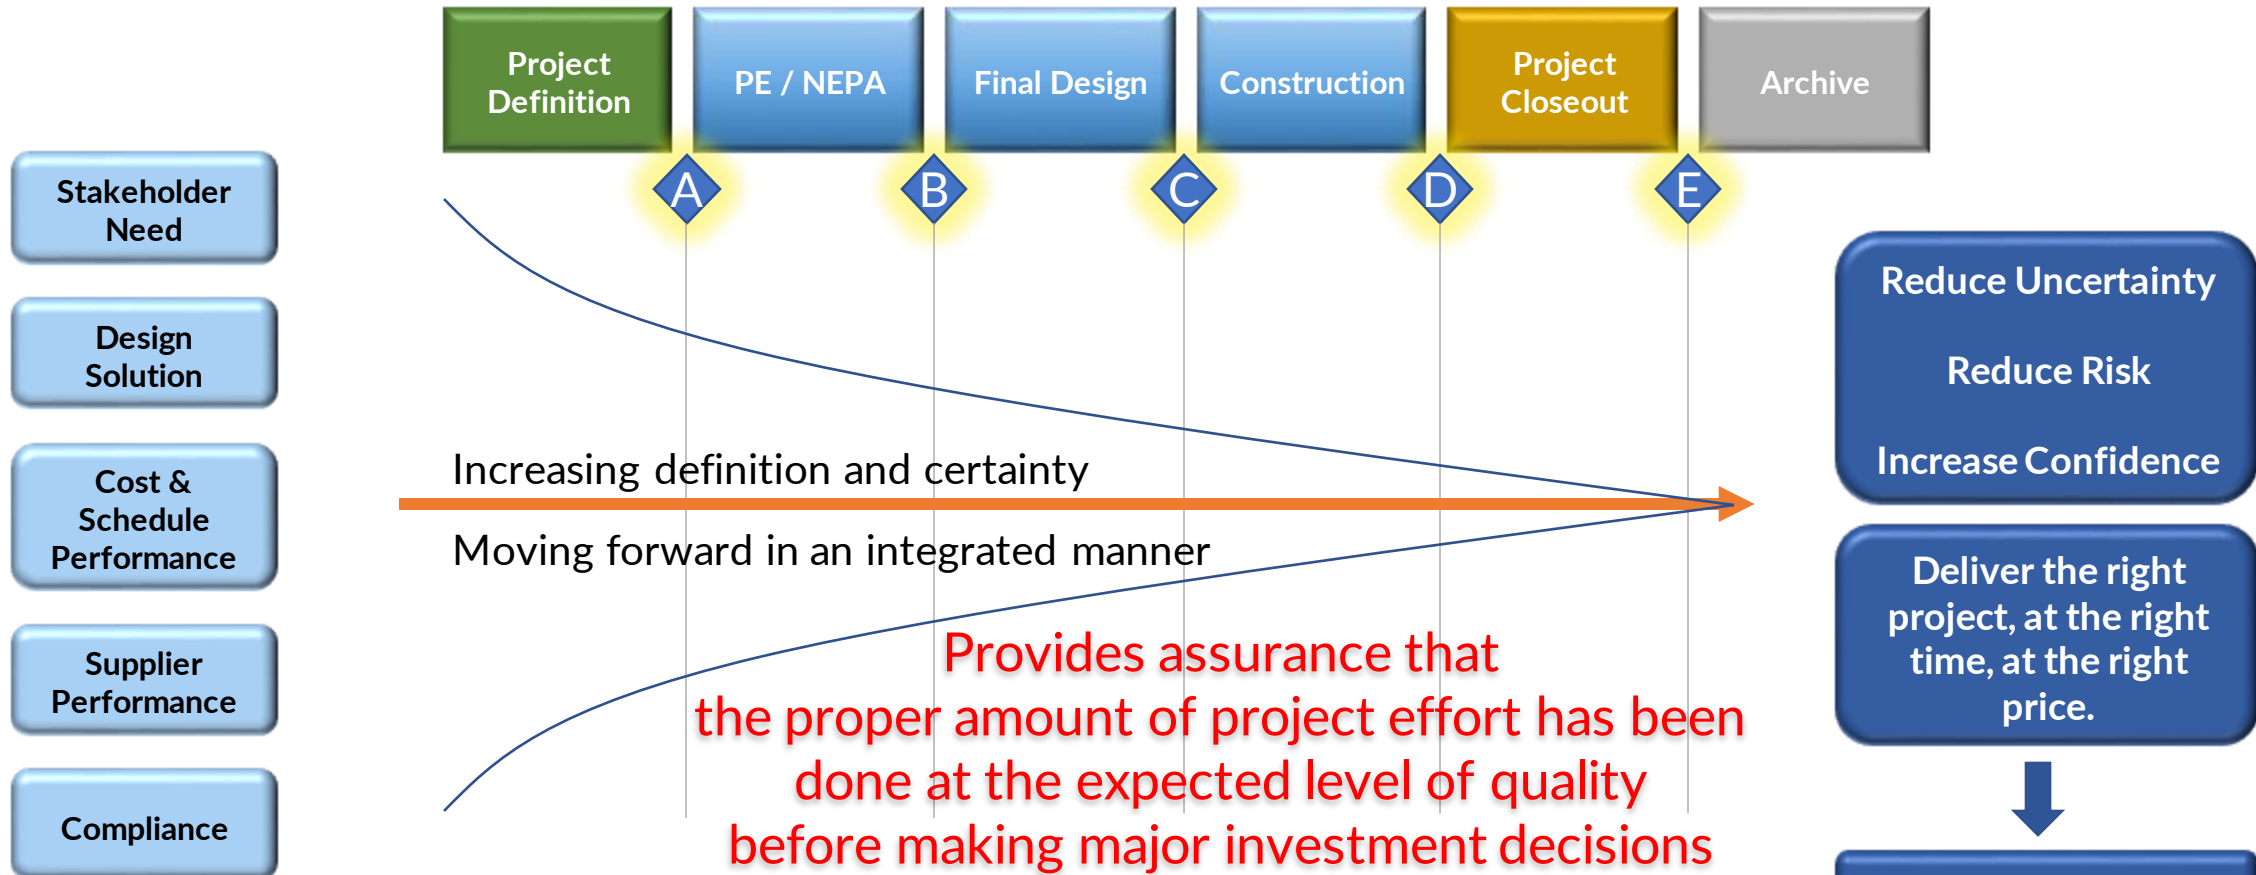 Project
Definition
PE / NEPA
Final Design
Construction
Project
Closeout
Archive
A
B
C
D
E
Stakeholder
Need
Design
Solution
Cost &
Schedule
Performance
Supplier
Performance
Compliance
Increasing definition and certainty
Moving forward in an integrated manner
Provides assurance that
the proper amount of project effort has been
done at the expected level of quality
before making major investment decisions
Reduce Uncertainty
Reduce Risk
Increase Confidence
Deliver the right
project, at the right
time, at the right
price.